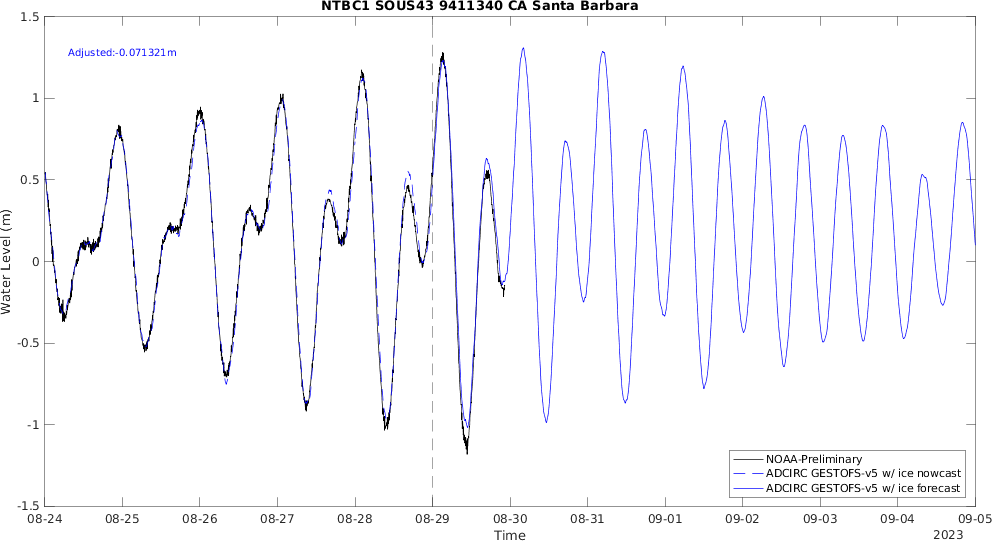 NTBC1 SOUS43 9411340 CA Santa Barbara
Adjusted:-0.071321m
1.5
1
0.5
0
-0.5
-1
-1.5
Water Level (m)
NOAA-Preliminary
ADCIRC GESTOFS-v5 w/ ice nowcast
ADCIRC GESTOFS-v5 w/ ice forecast
08-24 08-25 08-26 08-27 08-28 08-29 08-30 08-31 09-01 09-02 09-03 09-04 09-05
Time
2023